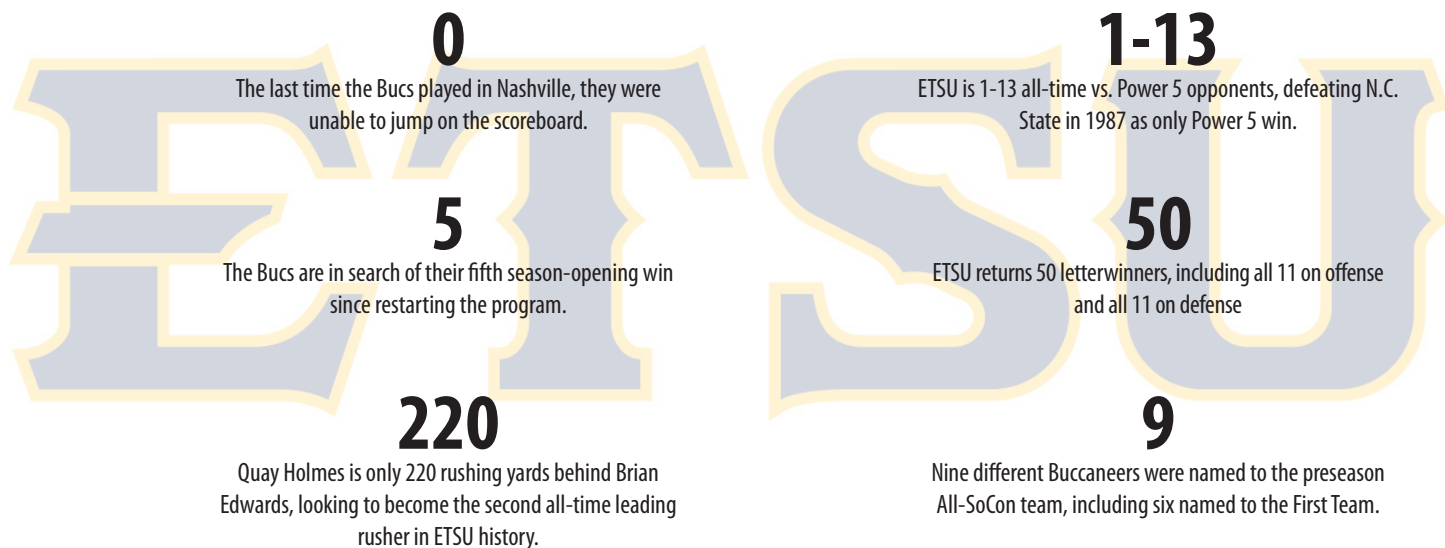 ETSU
0
The last time the Bucs played in Nashville, they were
unable to jump on the scoreboard.
1-13
ETSU is 1-13 all-time vs. Power 5 opponents, defeating N.C.
State in 1987 as only Power 5 win.
5
The Bucs are in search of their fifth season-opening win
since restarting the program.
50
ETSU returns 50 letterwinners, including all 11 on offense
and all 11 on defense
220
Quay Holmes is only 220 rushing yards behind Brian
Edwards, looking to become the second all-time leading
rusher in ETSU history.
9
Nine different Buccaneers were named to the preseason
All-SoCon team, including six named to the First Team.